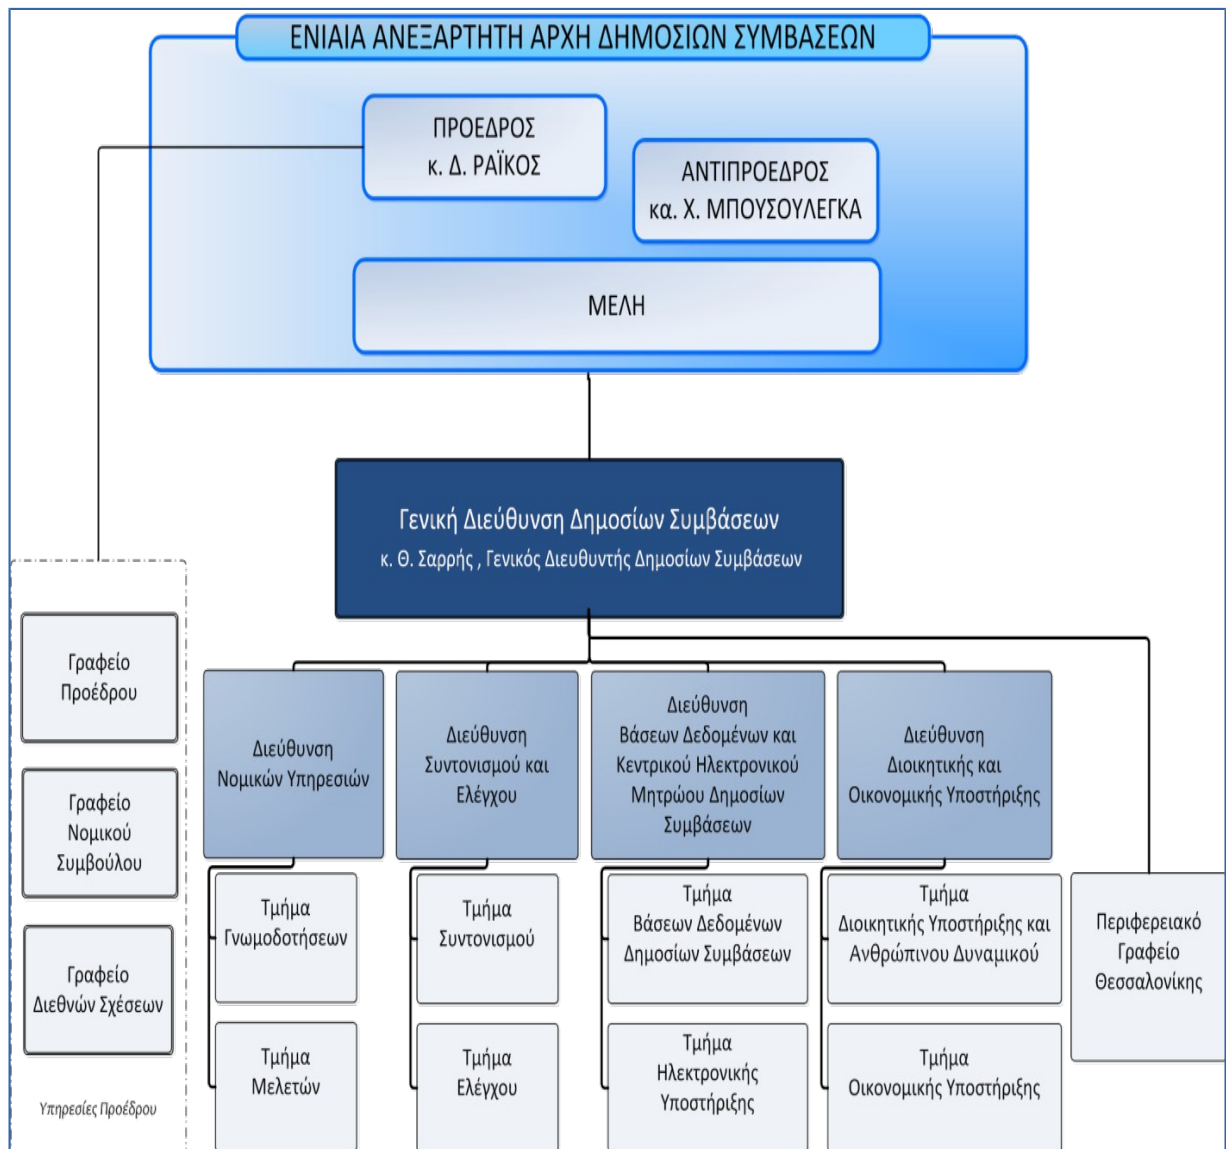 ΕΝΙΑΙΑ ΑΝΕΞΑΡΤΗΤΗ ΑΡΧΗ ΔΗΜΟΣΙΩΝ ΣΥΜΒΑΣΕΩΝ
ΠΡΟΕΔΡΟΣ
κ. Δ. ΡΑΪΚΟΣ
ΑΝΤΙΠΡΟΕΔΡΟΣ
κα. Χ. ΜΠΟΥΣΟΥΛΕΓΚΑ
ΜΕΛΗ
Γενική Διεύθυνση Δημοσίων Συμβάσεων
κ. Θ. Σαρρής , Γενικός Διευθυντής Δημοσίων Συμβάσεων
Γραφείο
Προέδρου
Γραφείο
Νομικού
Συμβούλου
Γραφείο
Διεθνών Σχέσεων
Υπηρεσίες Προέδρου
Διεύθυνση
Νομικών Υπηρεσιών
Τμήμα
Γνωμοδοτήσεων
Τμήμα
Μελετών
Διεύθυνση
Συντονισμού και
Ελέγχου
Τμήμα
Συντονισμού
Τμήμα
Ελέγχου
Διεύθυνση
Βάσεων Δεδομένων και
Κεντρικού Ηλεκτρονικού
Μητρώου Δημοσίων
Συμβάσεων
Τμήμα
Βάσεων Δεδομένων
Δημοσίων Συμβάσεων
Τμήμα
Ηλεκτρονικής
Υποστήριξης
Διεύθυνση
Διοικητικής και
Οικονομικής Υποστήριξης
Τμήμα
Διοικητικής Υποστήριξης και
Ανθρώπινου Δυναμικού
Τμήμα
Οικονομικής Υποστήριξης
Περιφερειακό
Γραφείο
Θεσσαλονίκης